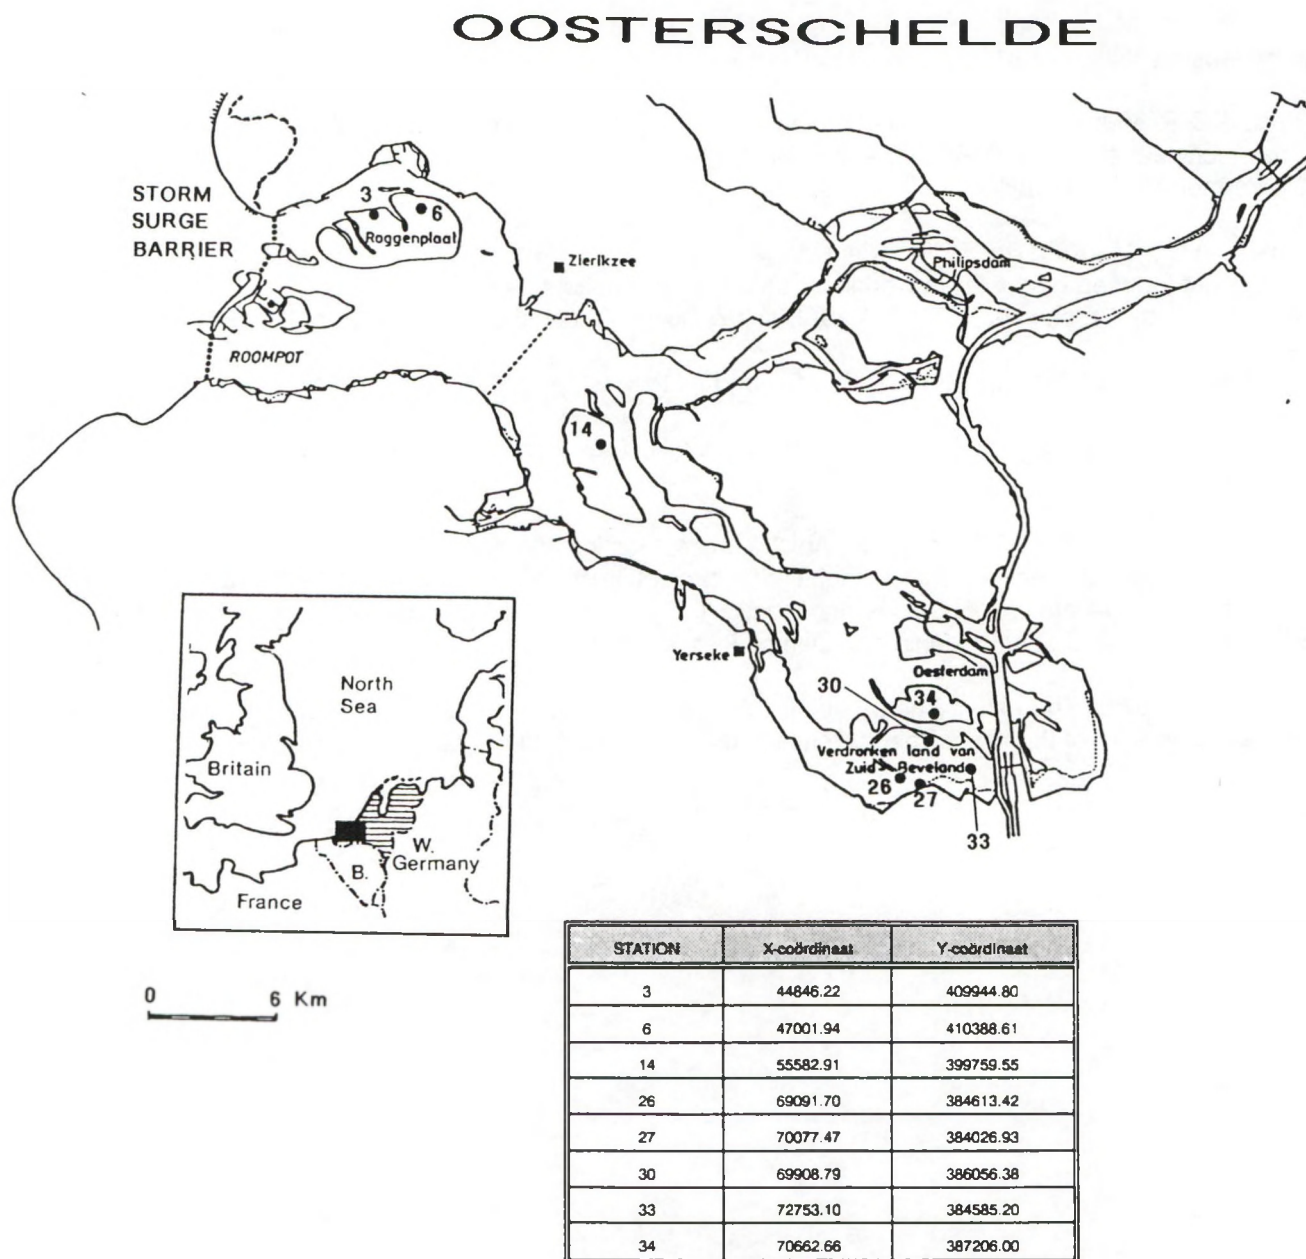 OOSTERSCHELDE
STORM
SURGE
BARRIER
3
6
Roggenplaat
Zierikzee
Philipsdam
ROOMPOT
14
Yerseke
Oesterdam
30
34
Verdronken land van
Zuid Beveland
26
27
33
North
Sea
Britain
W.
Germany
B.
France
0 6 Km
STATION X-coördinaat Y-coördinaat
3 44846.22 409944.80
6 47001.94 410388.61
14 55582.91 399759.55
26 69091.70 384613.42
27 70077.47 384026.93
30 69908.79 386056.38
33 72753.10 384585.20
34 70662.66 387206.00